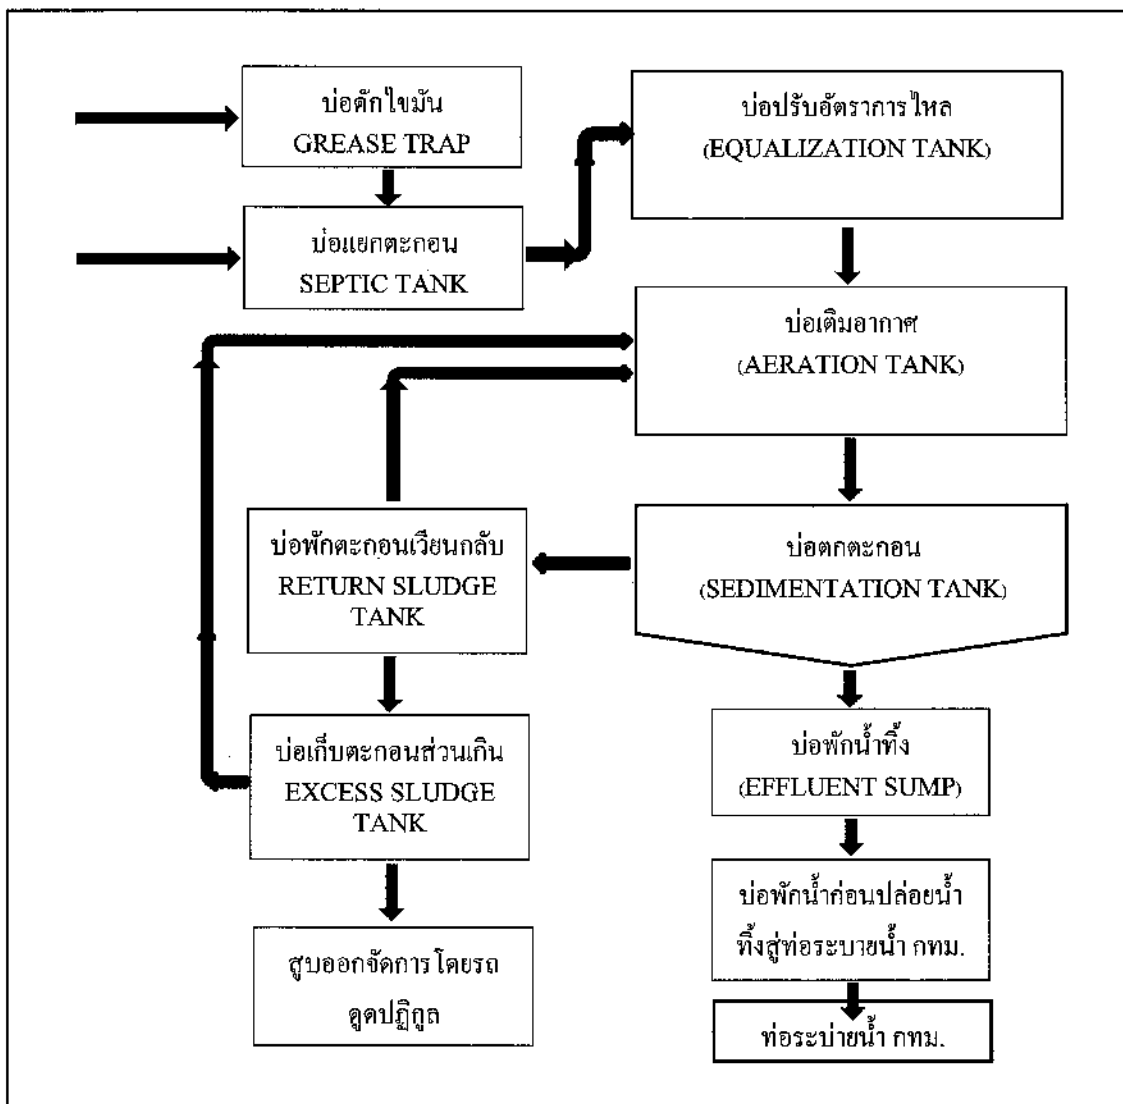 บ่อดักไขมัน
GREASE TRAP
บ่อปรับอัตราการไหล
(EQUALIZATION TANK)
บ่อแยกตะกอน
SEPTIC TANK
บ่อเติมอากาศ
(AERATION TANK)
บ่อพักตะกอนเวียนกลับ
RETURN SLUDGE
TANK
บ่อตกตะกอน
(SEDIMENTATION TANK)
บ่อเก็บตะกอนส่วนเกิน
EXCESS SLUDGE
TANK
บ่อพักน้ำทิ้ง
(EFFLUENT SUMP)
สูบออกจัดการโดยรถ
ดูดปฏิกูล
บ่อพักน้ำก่อนปล่อยน้ำ
ทิ้งสู่ท่อระบายน้ำ กทม.
ท่อระบ่ายน้ำ กทม.